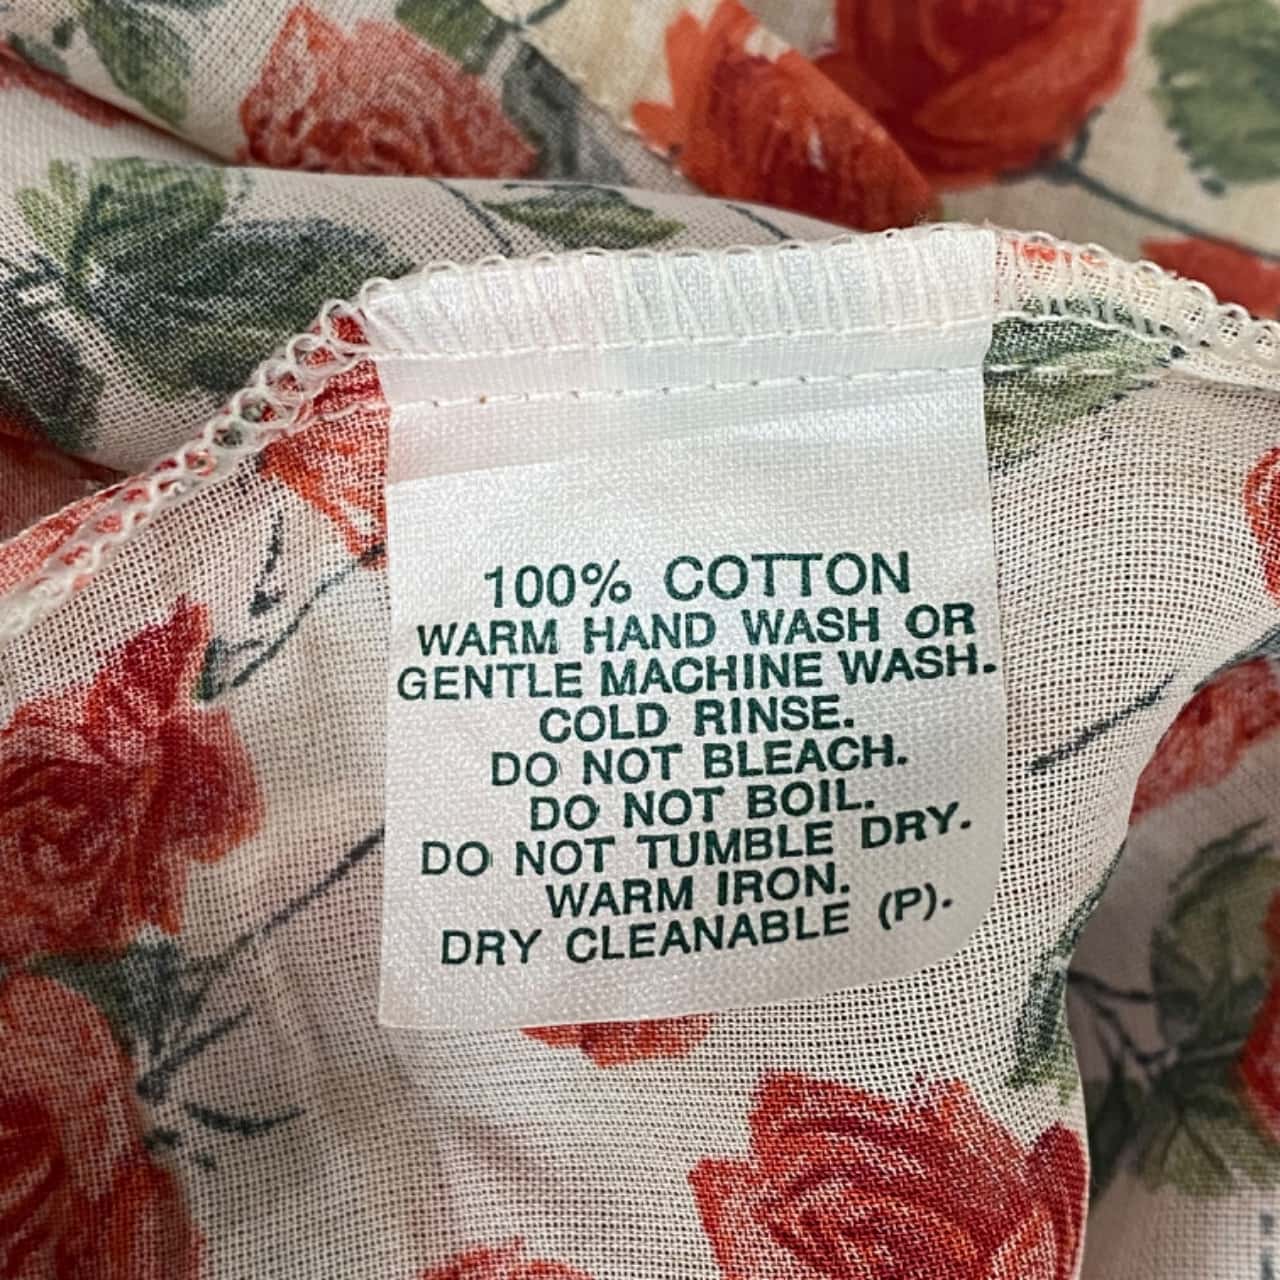 100% COTTON
WARM HAND WASH OR
GENTLE MACHINE WASH.
COLD RINSE.
DO NOT BLEACH.
DO NOT BOIL.
DO NOT TUMBLE DRY.
WARM IRON.
DRY CLEANABLE (P).